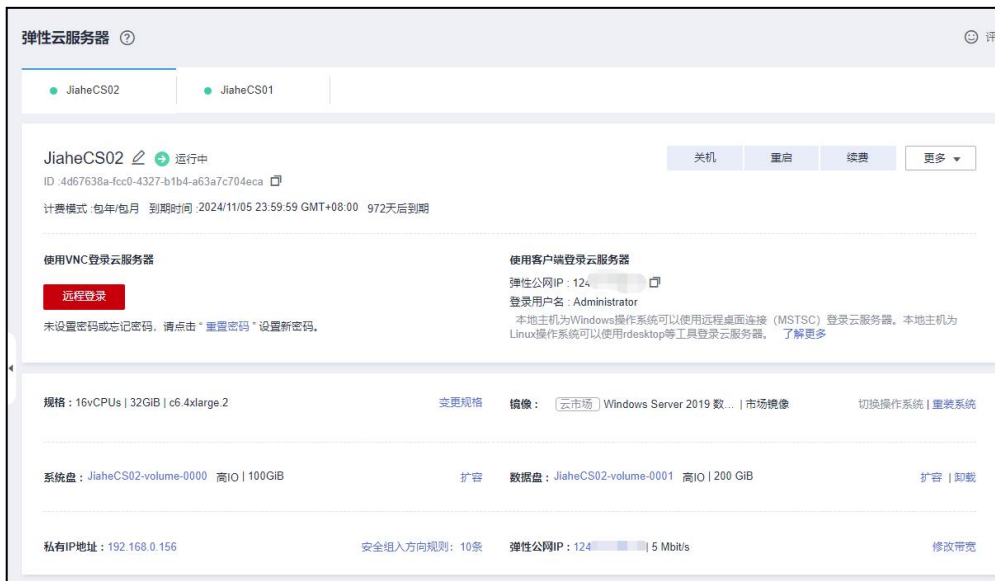 弹性云服务器
评
JiaheCS02 JiaheCS01
JiaheCS02 运行中 关机 重启 续费 更多
ID :4d67638a-fcc0-4327-b1b4-a63a7c704eca
计费模式 :包年/包月 到期时间 :2024/11/05 23:59:59 GMT+08:00 972天后到期
使用VNC登录云服务器
远程登录
未设置密码或忘记密码，请点击 “ 重置密码 ” 设置新密码。
使用客户端登录云服务器
弹性公网IP : 124
登录用户名 : Administrator
本地主机为Windows操作系统可以使用远程桌面连接（MSTSC）登录云服务器。本地主机为
Linux操作系统可以使用rdesktop等工具登录云服务器。 了解更多
规格 : 16vCPUs | 32GiB | c6.4xlarge.2 变更规格
镜像 : 云市场 Windows Server 2019 数... | 市场镜像 切换操作系统 | 重装系统
系统盘 : JiaheCS02-volume-0000 高IO | 100GiB 扩容
数据盘 : JiaheCS02-volume-0001 高IO | 200 GiB 扩容 | 卸载
私有IP地址 : 192.168.0.156 安全组入方向规则: 10条
弹性公网IP : 124 | 5 Mbit/s 修改带宽